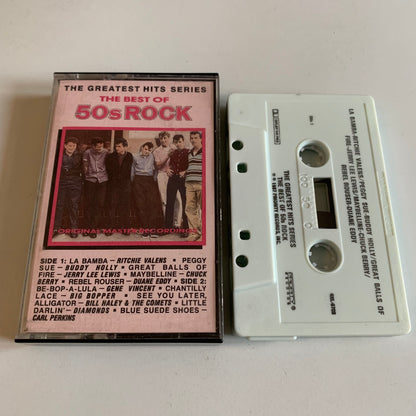 THE GREATEST HITS SERIES
THE BEST OF
50s ROCK
ORIGINAL MASTER RECORDINGS
SIDE 1: LA BAMBA – RITCHIE VALENS • PEGGY
SUE – BUDDY HOLLY • GREAT BALLS OF
FIRE – JERRY LEE LEWIS • MAYBELLINE – CHUCK
BERRY • REBEL ROUSER – DUANE EDDY • SIDE 2:
BE-BOP-A-LULA – GENE VINCENT • CHANTILLY
LACE – BIG BOPPER • SEE YOU LATER,
ALLIGATOR – BILL HALEY & THE COMETS • LITTLE
DARLIN' – DIAMONDS • BLUE SUEDE SHOES –
CARL PERKINS
LA BAMBA-RITCHIE VALENS/PEGGY SUE-BUDDY HOLLY/GREAT BALLS OF
FIRE-JERRY LEE LEWIS/MAYBELLINE-CHUCK BERRY/
REBEL ROUSER-DUANE EDDY
THE GREATEST HITS SERIES
THE BEST OF 50s ROCK
100 50 0